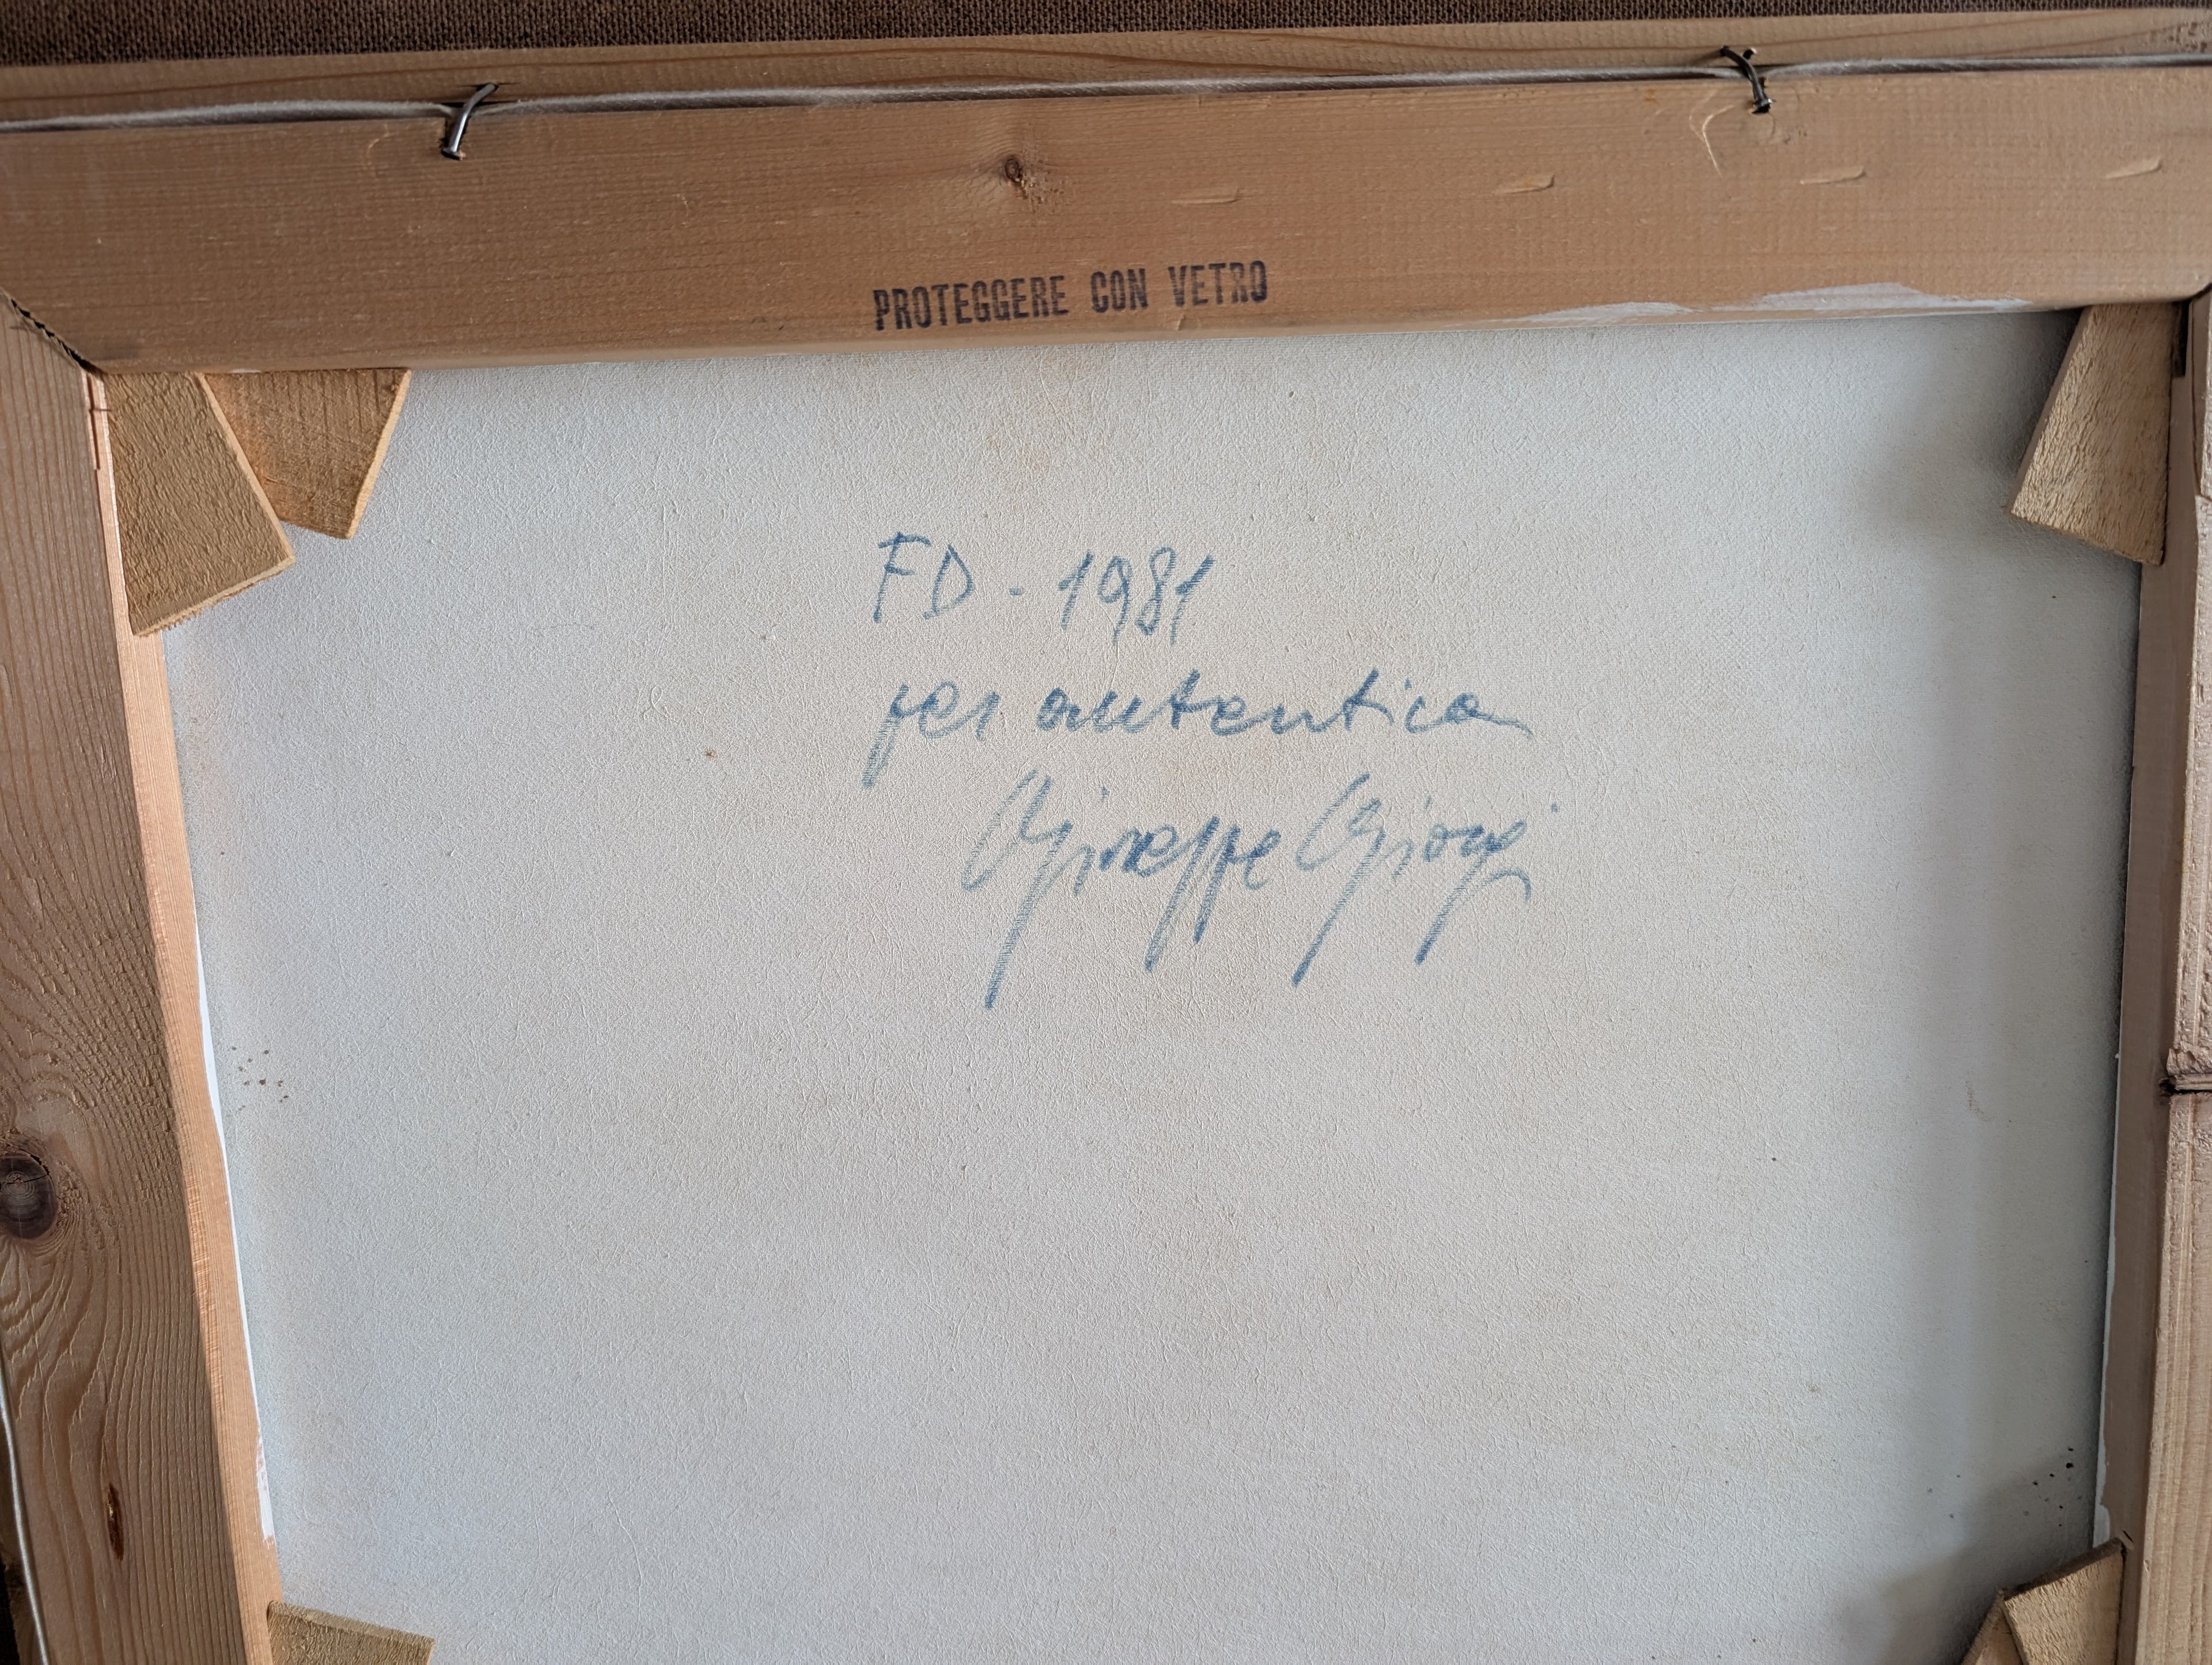 PROTEGGERE CON VETRO
FD - 1981
per autentica
Giuseppe Giorgi